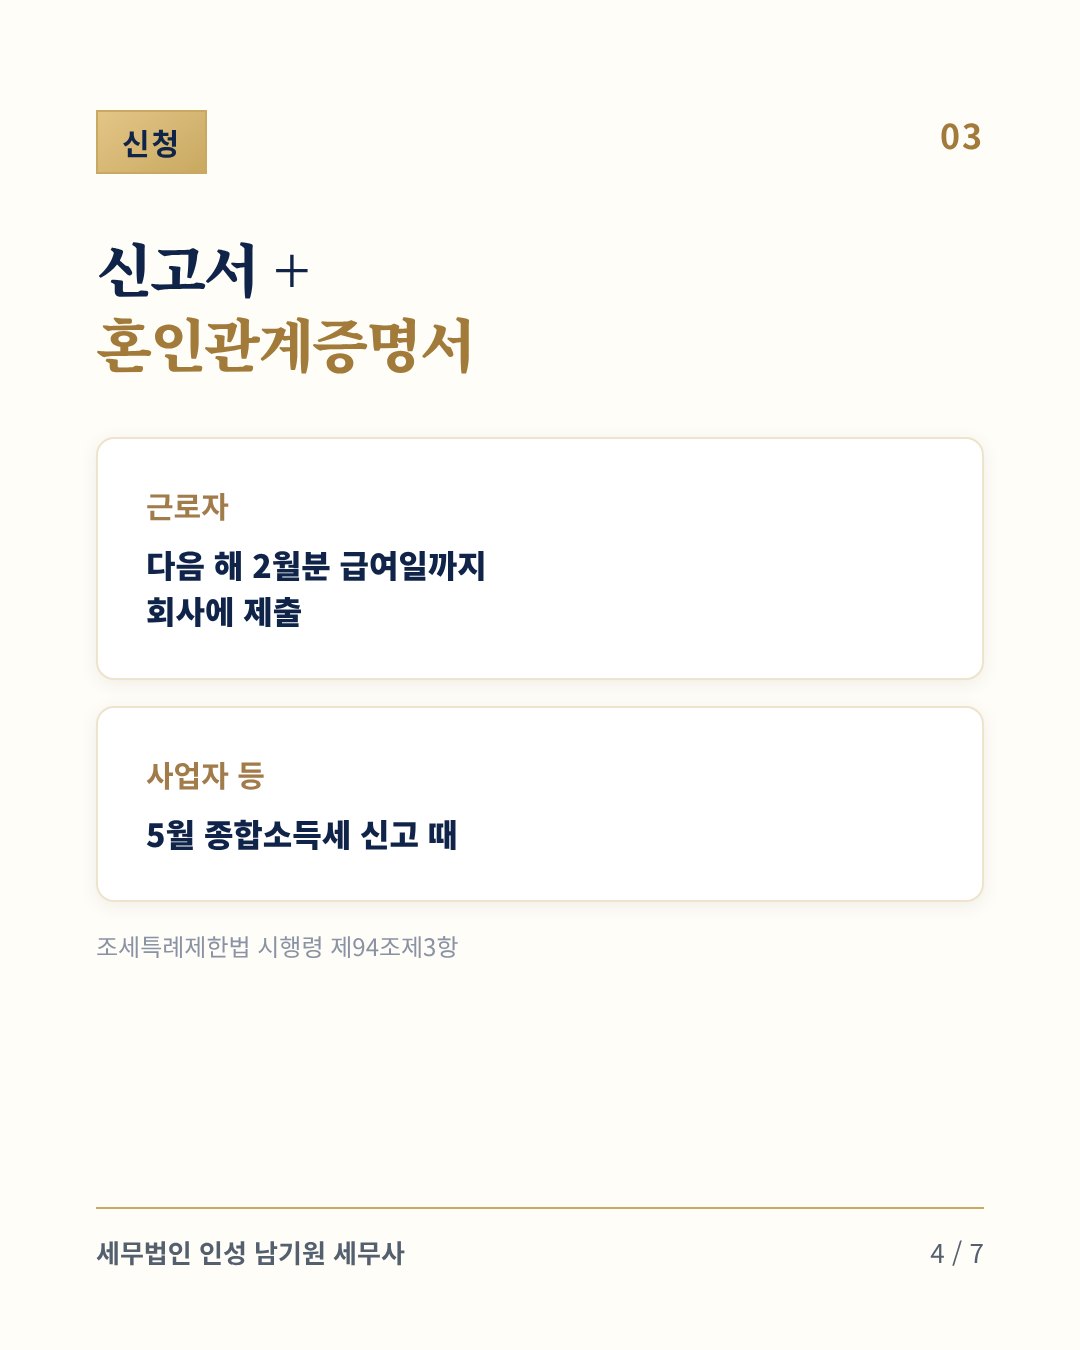 신청
03
신고서 +
혼인관계증명서
근로자
다음 해 2월분 급여일까지
회사에 제출
사업자 등
5월 종합소득세 신고 때
조세특례제한법 시행령 제94조제3항
세무법인 인성 남기원 세무사
4 / 7